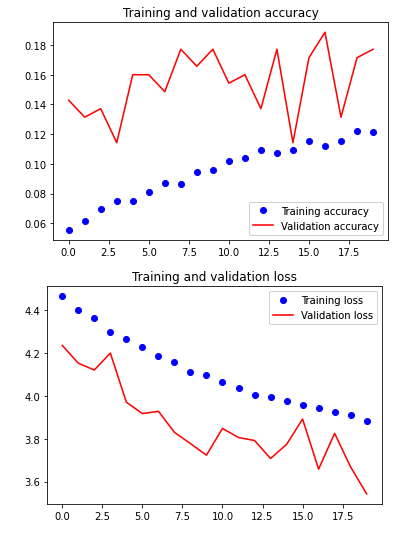 Training and validation accuracy
0.18
0.16
0.14
0.12
0.10
0.08
0.06
Training accuracy
Validation accuracy
0.0 2.5 5.0 7.5 10.0 12.5 15.0 17.5
Training and validation loss
4.4
4.2
4.0
3.8
3.6
Training loss
Validation loss
0.0 2.5 5.0 7.5 10.0 12.5 15.0 17.5